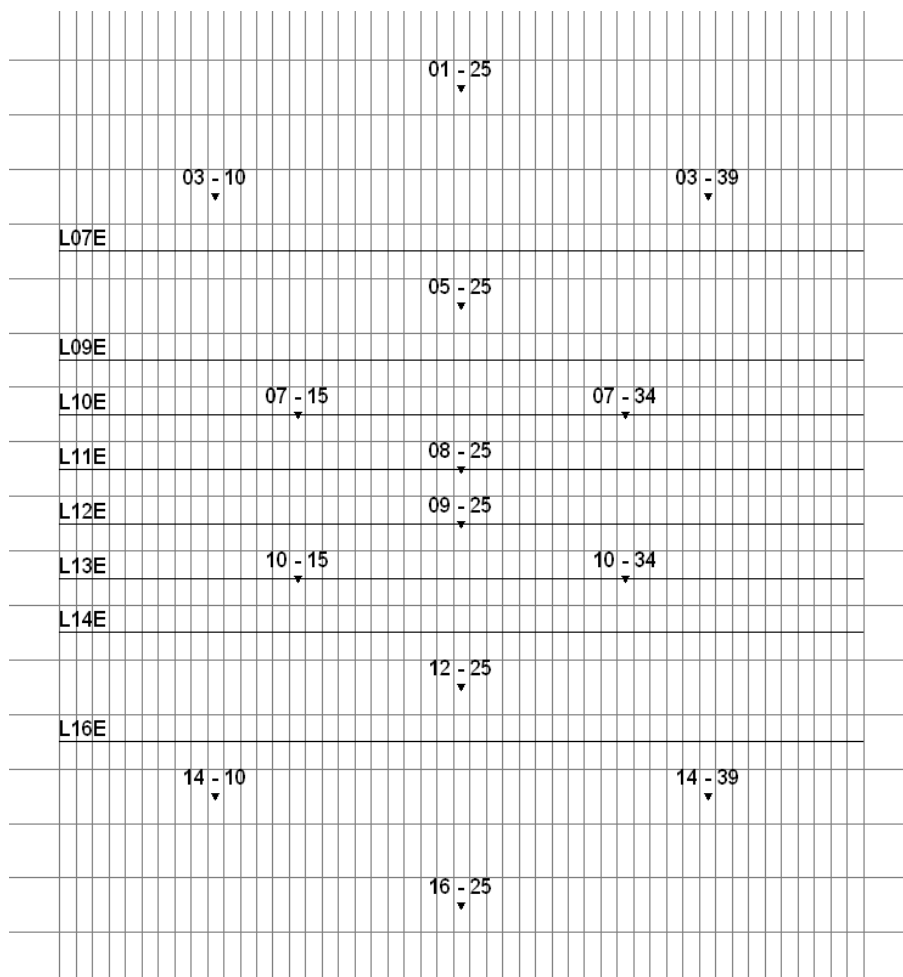 01 - 25
03 - 10 03 - 39
L07E
05 - 25
L09E
07 - 15 07 - 34
L10E
08 - 25
L11E
09 - 25
L12E
10 - 15 10 - 34
L13E
L14E
12 - 25
L16E
14 - 10 14 - 39
16 - 25